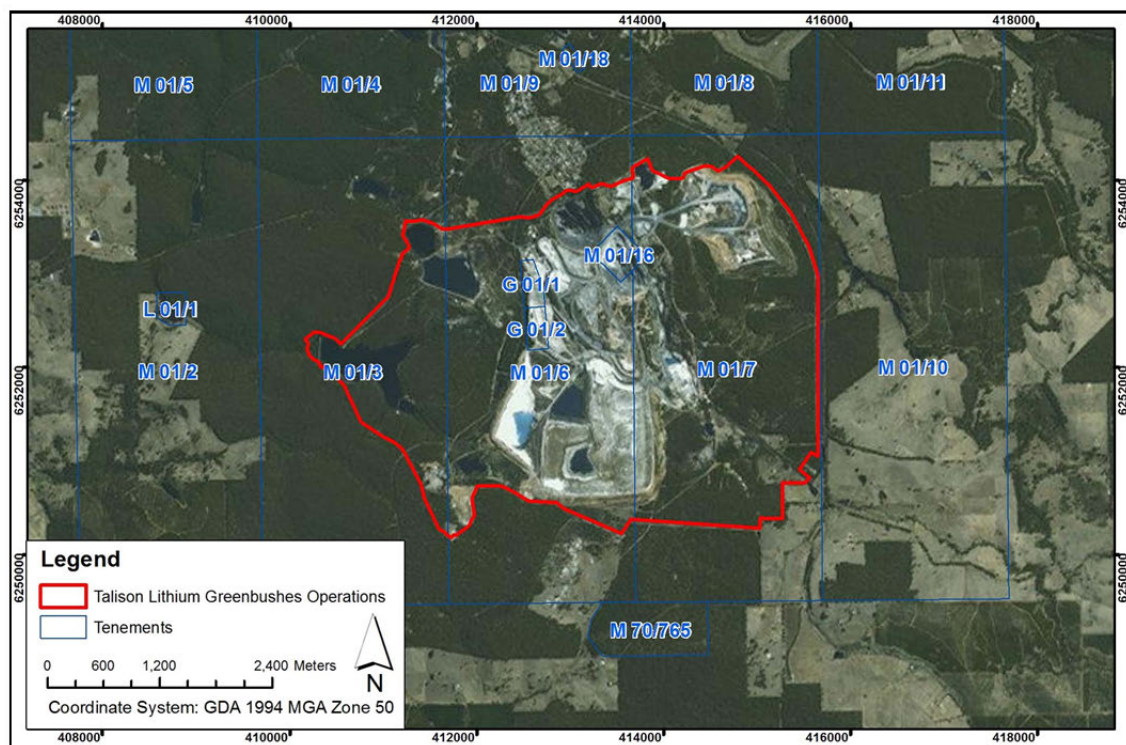 408000 410000 412000 414000 416000 418000
M 01/18
M 01/5 M 01/4 M 01/9 M 01/8 M 01/11
6254000 6254000
M 01/16
G 01/1
L 01/1
G 01/2
M 01/2 M 01/3 M 01/6 M 01/7 M 01/10
6252000 6252000
6250000 6250000
M 70/765
Legend
Talison Lithium Greenbushes Operations
Tenements
0 600 1,200 2,400 Meters
N
Coordinate System: GDA 1994 MGA Zone 50
408000 410000 412000 414000 416000 418000